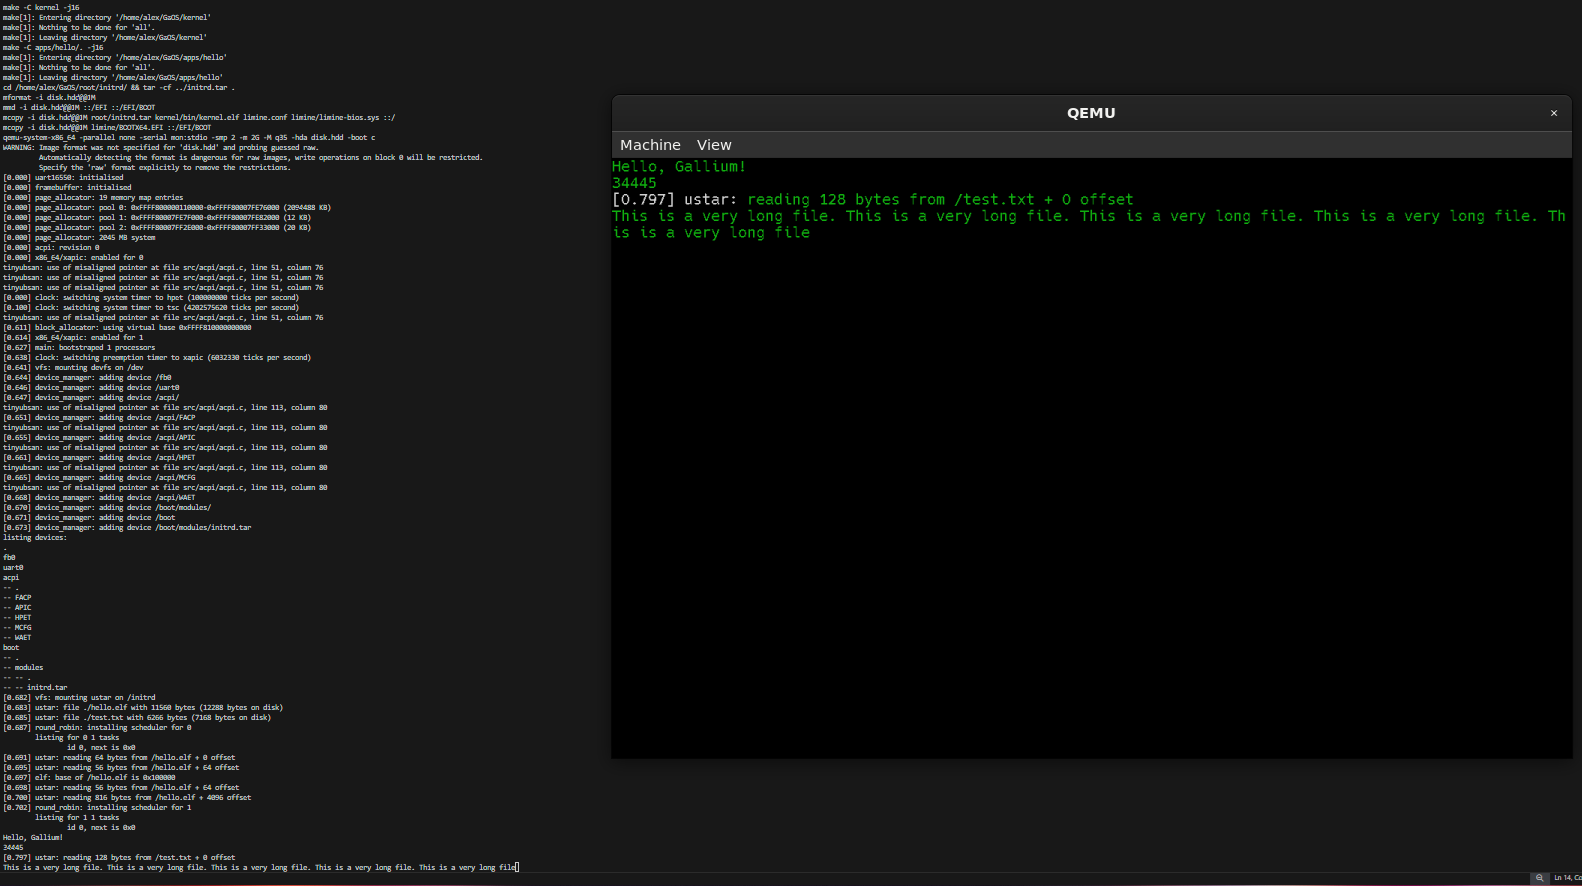 make -C kernel -j16
make[1]: Entering directory '/home/alex/GaOS/kernel'
make[1]: Nothing to be done for 'all'.
make[1]: Leaving directory '/home/alex/GaOS/kernel'
make -C apps/hello/. -j16
make[1]: Entering directory '/home/alex/GaOS/apps/hello'
make[1]: Nothing to be done for 'all'.
make[1]: Leaving directory '/home/alex/GaOS/apps/hello'
cd /home/alex/GaOS/root/initrd/ && tar -cf ../initrd.tar .
mformat -i disk.hdd@@1M
mmd -i disk.hdd@@1M ::/EFI ::/EFI/BOOT
mcopy -i disk.hdd@@1M root/initrd.tar kernel/bin/kernel.elf limine.conf limine/limine-bios.sys ::/
mcopy -i disk.hdd@@1M limine/BOOTX64.EFI ::/EFI/BOOT
qemu-system-x86_64 -parallel none -serial mon:stdio -smp 2 -m 2G -M q35 -hda disk.hdd -boot c
WARNING: Image format was not specified for 'disk.hdd' and probing guessed raw.
Automatically detecting the format is dangerous for raw images, write operations on block 0 will be restricted.
Specify the 'raw' format explicitly to remove the restrictions.
[0.000] uart16550: initialised
[0.000] framebuffer: initialised
[0.000] page_allocator: 19 memory map entries
[0.000] page_allocator: pool 0: 0xFFFF800000110000-0xFFFF80007FE76000 (2094488 KB)
[0.000] page_allocator: pool 1: 0xFFFF80007FE7F000-0xFFFF80007FE82000 (12 KB)
[0.000] page_allocator: pool 2: 0xFFFF80007FF2E000-0xFFFF80007FF33000 (20 KB)
[0.000] page_allocator: 2045 MB system
[0.000] acpi: revision 0
[0.000] x86_64/xapic: enabled for 0
tinyubsan: use of misaligned pointer at file src/acpi/acpi.c, line 51, column 76
tinyubsan: use of misaligned pointer at file src/acpi/acpi.c, line 51, column 76
tinyubsan: use of misaligned pointer at file src/acpi/acpi.c, line 51, column 76
[0.000] clock: switching system timer to hpet (100000000 ticks per second)
[0.100] clock: switching system timer to tsc (4202575620 ticks per second)
tinyubsan: use of misaligned pointer at file src/acpi/acpi.c, line 51, column 76
[0.611] block_allocator: using virtual base 0xFFFF810000000000
[0.614] x86_64/xapic: enabled for 1
[0.627] main: bootstraped 1 processors
[0.638] clock: switching preemption timer to xapic (6032330 ticks per second)
[0.641] vfs: mounting devfs on /dev
[0.644] device_manager: adding device /fb0
[0.646] device_manager: adding device /uart0
[0.647] device_manager: adding device /acpi/
tinyubsan: use of misaligned pointer at file src/acpi/acpi.c, line 113, column 80
[0.651] device_manager: adding device /acpi/FACP
tinyubsan: use of misaligned pointer at file src/acpi/acpi.c, line 113, column 80
[0.655] device_manager: adding device /acpi/APIC
tinyubsan: use of misaligned pointer at file src/acpi/acpi.c, line 113, column 80
[0.661] device_manager: adding device /acpi/HPET
tinyubsan: use of misaligned pointer at file src/acpi/acpi.c, line 113, column 80
[0.665] device_manager: adding device /acpi/MCFG
tinyubsan: use of misaligned pointer at file src/acpi/acpi.c, line 113, column 80
[0.668] device_manager: adding device /acpi/WAET
[0.670] device_manager: adding device /boot/modules/
[0.671] device_manager: adding device /boot
[0.673] device_manager: adding device /boot/modules/initrd.tar
listing devices:
.
fb0
uart0
acpi
-- .
-- FACP
-- APIC
-- HPET
-- MCFG
-- WAET
boot
-- .
-- modules
-- -- .
-- -- initrd.tar
[0.682] vfs: mounting ustar on /initrd
[0.683] ustar: file ./hello.elf with 11560 bytes (12288 bytes on disk)
[0.685] ustar: file ./test.txt with 6266 bytes (7168 bytes on disk)
[0.687] round_robin: installing scheduler for 0
listing for 0 1 tasks
id 0, next is 0x0
[0.691] ustar: reading 64 bytes from /hello.elf + 0 offset
[0.695] ustar: reading 56 bytes from /hello.elf + 64 offset
[0.697] elf: base of /hello.elf is 0x100000
[0.698] ustar: reading 56 bytes from /hello.elf + 64 offset
[0.700] ustar: reading 816 bytes from /hello.elf + 4096 offset
[0.702] round_robin: installing scheduler for 1
listing for 1 1 tasks
id 0, next is 0x0
Hello, Gallium!
34445
[0.797] ustar: reading 128 bytes from /test.txt + 0 offset
This is a very long file. This is a very long file. This is a very long file. This is a very long file. This is a very long file
QEMU
×
Machine View
Hello, Gallium!
34445
[0.797] ustar: reading 128 bytes from /test.txt + 0 offset
This is a very long file. This is a very long file. This is a very long file. This is a very long file. Th
is is a very long file
Ln 14, Co